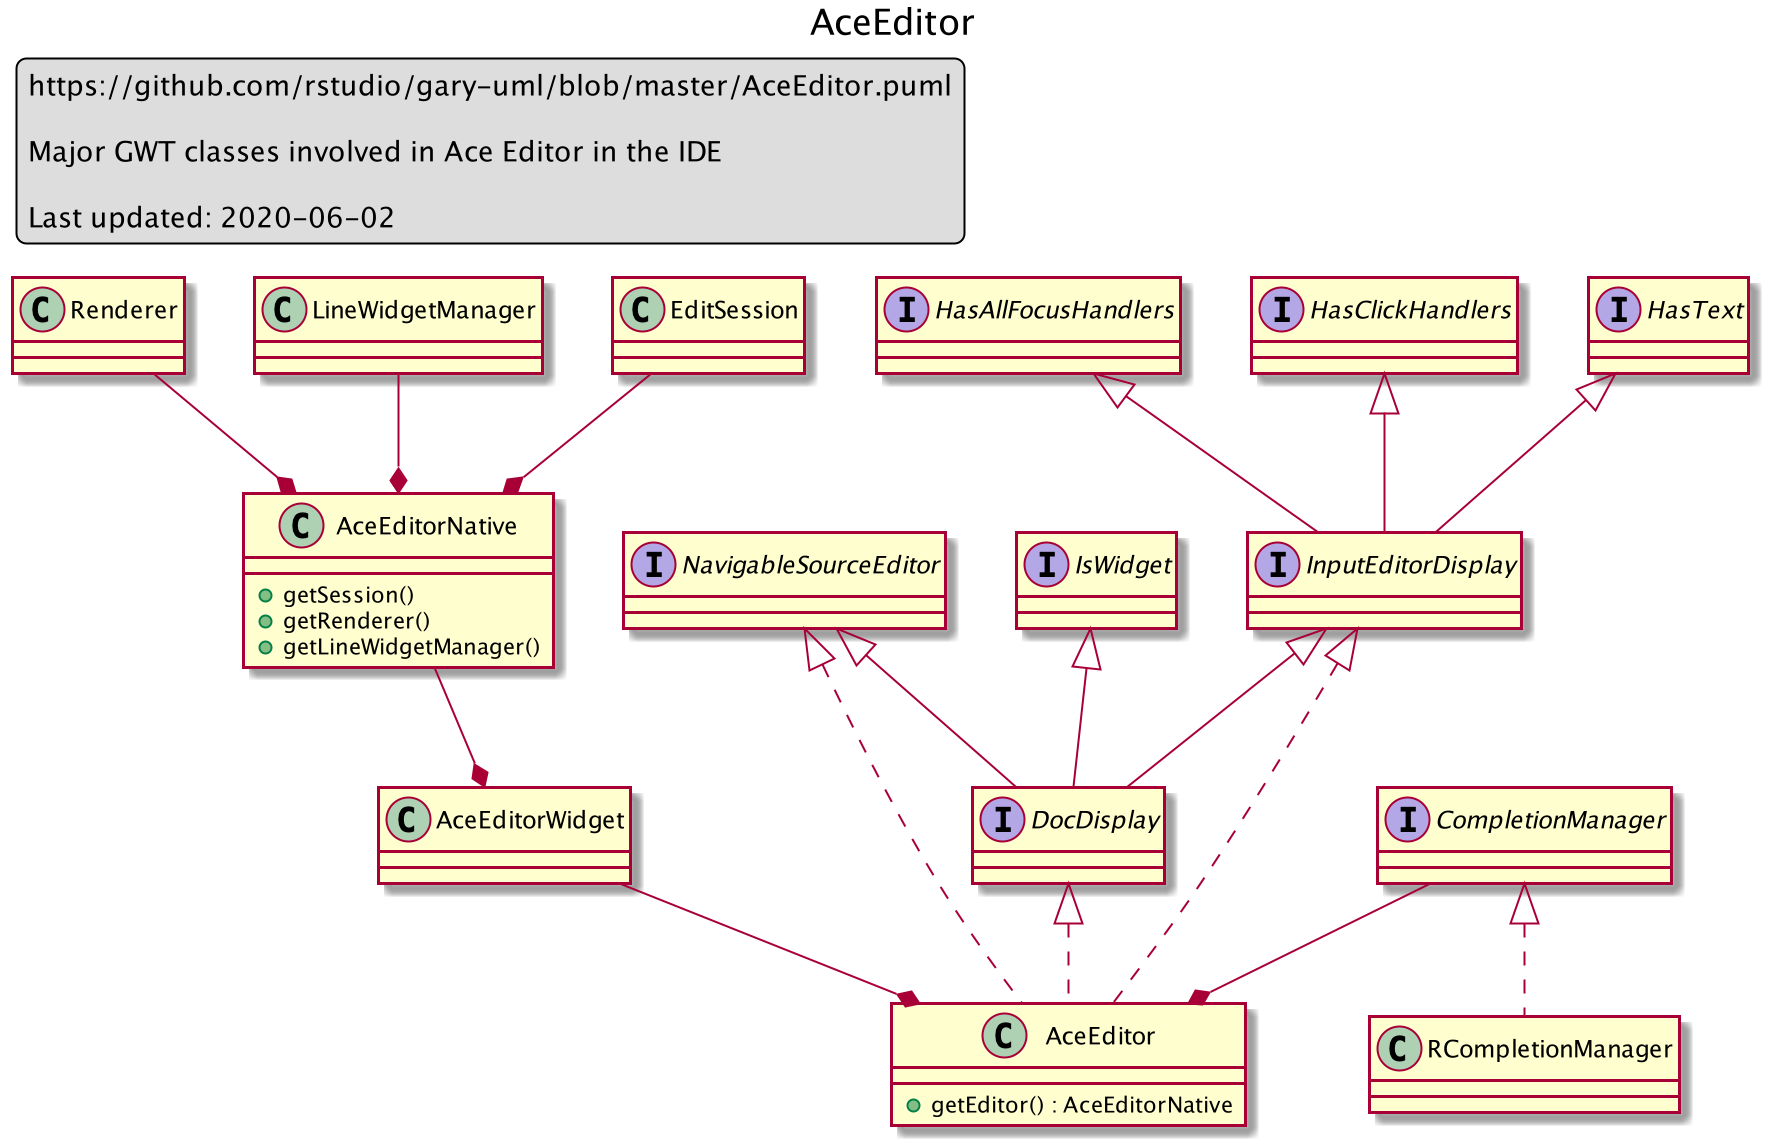 AceEditor
https://github.com/rstudio/gary-uml/blob/master/AceEditor.puml
Major GWT classes involved in Ace Editor in the IDE
Last updated: 2020-06-02
C Renderer
C LineWidgetManager
C EditSession
I HasAllFocusHandlers
I HasClickHandlers
I HasText
C AceEditorNative
getSession()
getRenderer()
getLineWidgetManager()
I NavigableSourceEditor
I IsWidget
I InputEditorDisplay
C AceEditorWidget
I DocDisplay
I CompletionManager
C AceEditor
getEditor() : AceEditorNative
C RCompletionManager